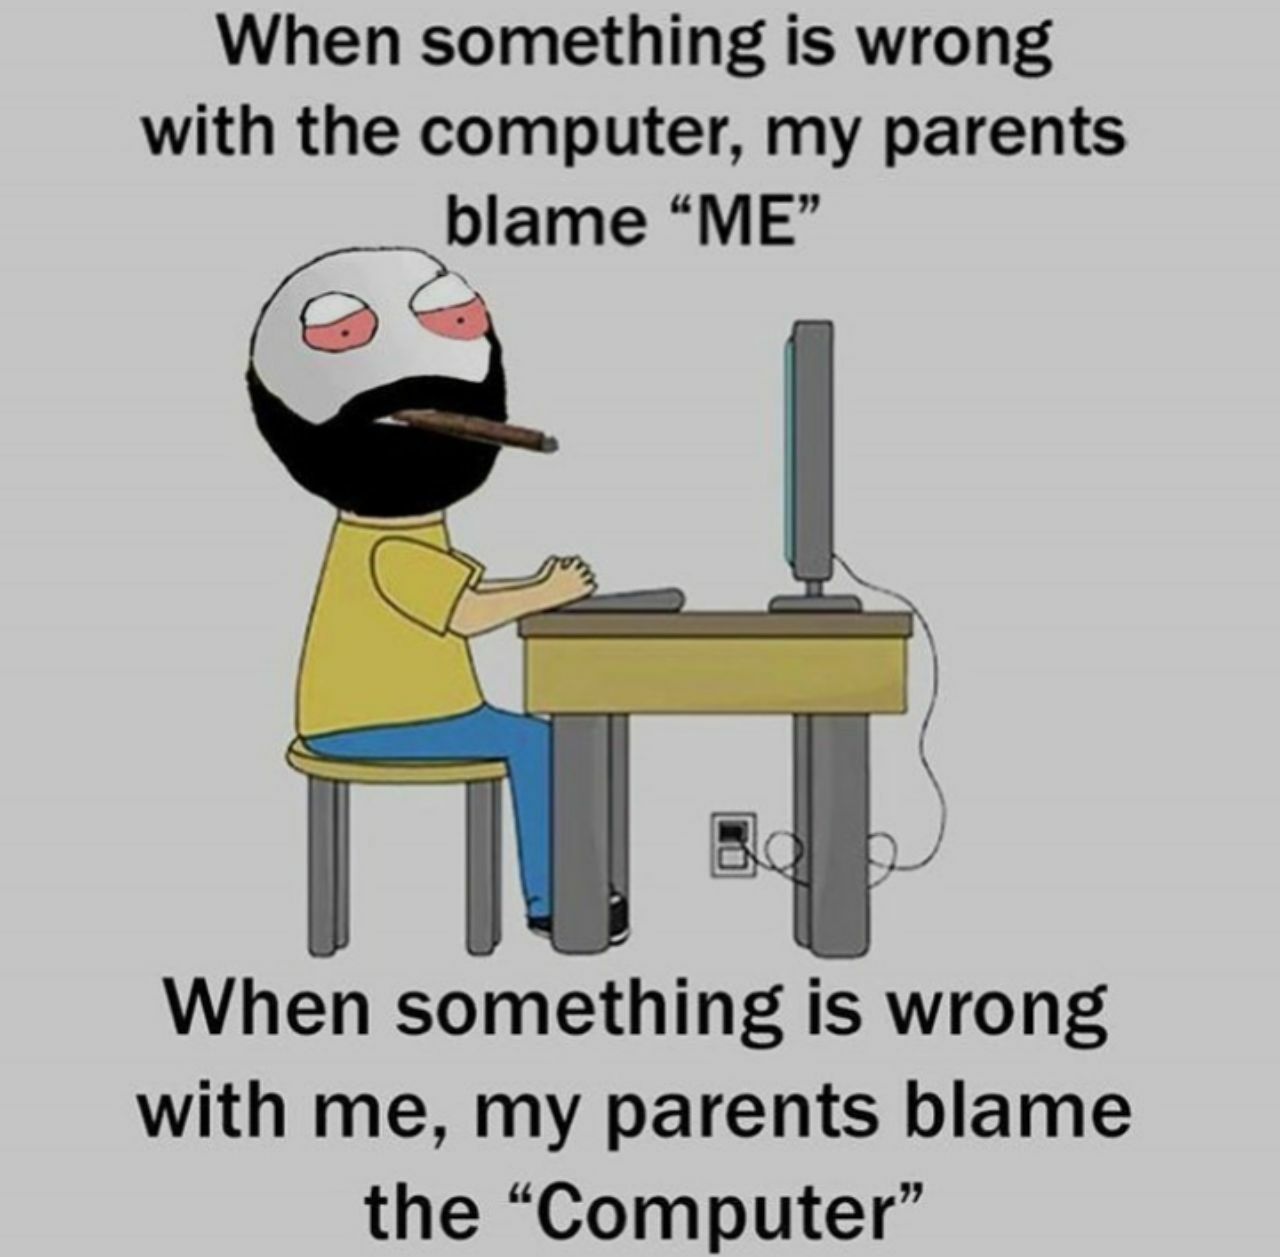 When something is wrong
with the computer, my parents
blame “ME”
When something is wrong
with me, my parents blame
the “Computer”